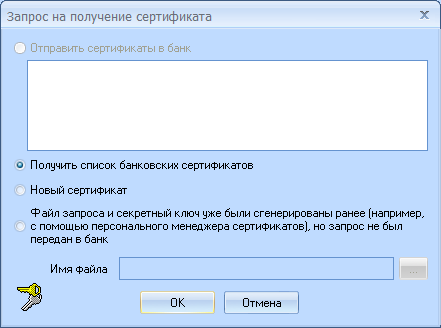 Запрос на получение сертификата
Отправить сертификаты в банк
Получить список банковских сертификатов
Новый сертификат
Файл запроса и секретный ключ уже были сгенерированы ранее (например,
с помощью персонального менеджера сертификатов), но запрос не был
передан в банк
Имя файла
...
OK
Отмена